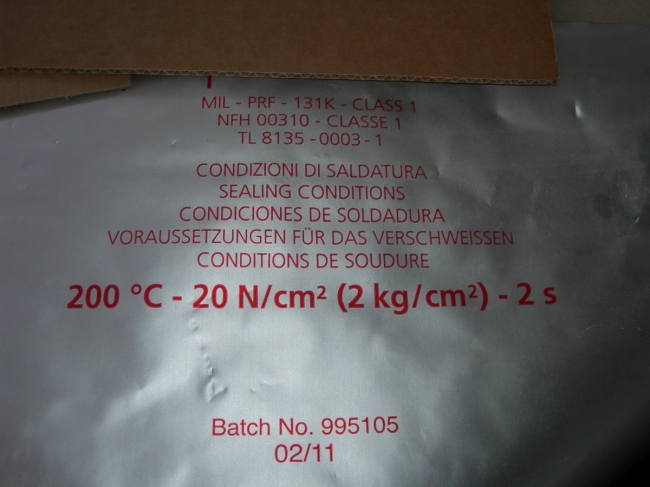 MIL - PRF - 131K - CLASS 1
NFH 00310 - CLASSE 1
TL 8135 - 0003 - 1
CONDIZIONI DI SALDATURA
SEALING CONDITIONS
CONDICIONES DE SOLDADURA
VORAUSSETZUNGEN FÜR DAS VERSCHWEISSEN
CONDITIONS DE SOUDURE
200 °C - 20 N/cm² (2 kg/cm²) - 2 s
Batch No. 995105
02/11